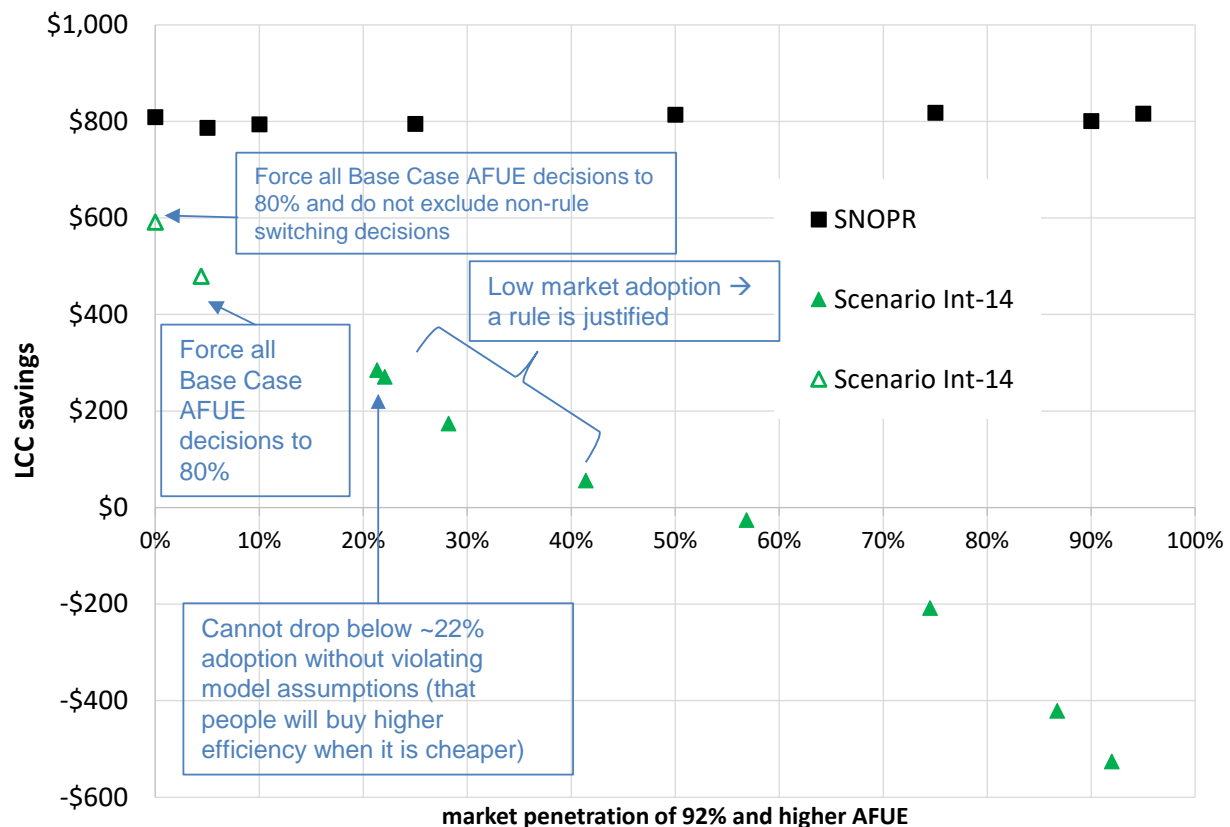 $1,000
$800
$600
$400
$200
$0
-$200
-$400
-$600
LCC savings
0%
10%
20%
30%
40%
50%
60%
70%
80%
90%
100%
market penetration of 92% and higher AFUE
Force all Base Case AFUE decisions to
80% and do not exclude non-rule
switching decisions
Low market adoption →
a rule is justified
Force all
Base Case
AFUE
decisions to
80%
Cannot drop below ~22%
adoption without violating
model assumptions (that
people will buy higher
efficiency when it is cheaper)
SNOPR
Scenario Int-14
Scenario Int-14